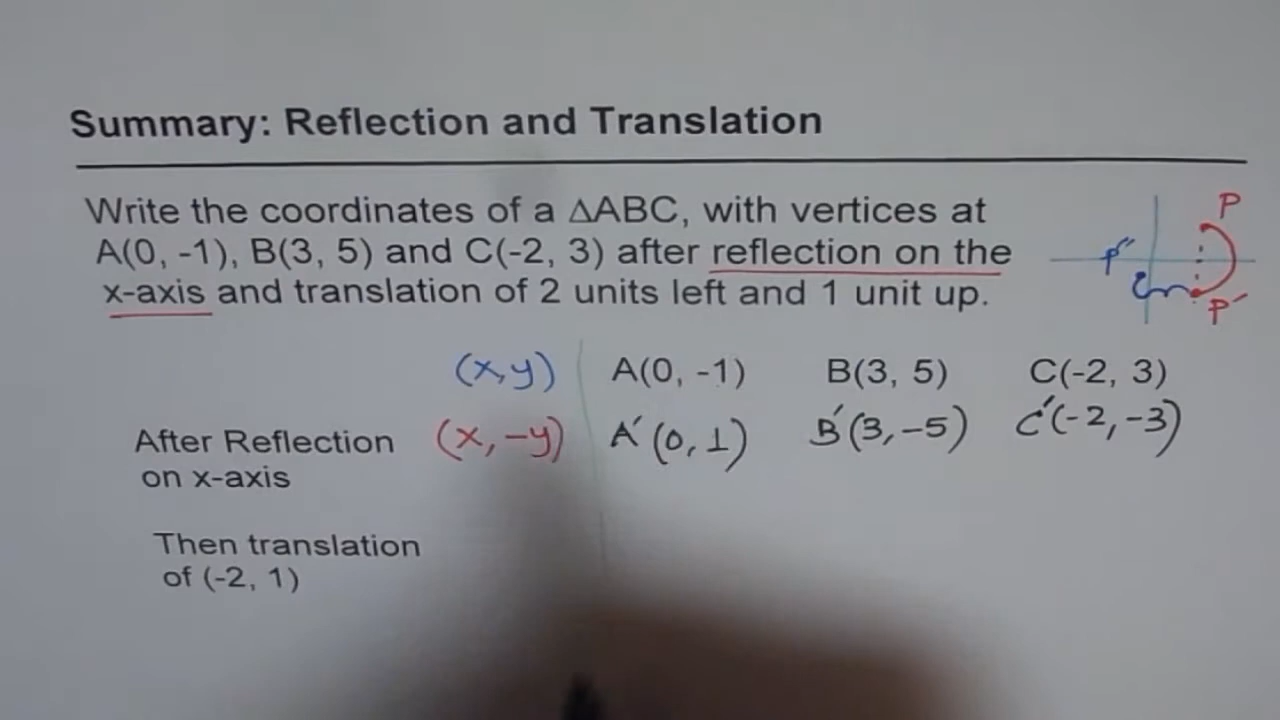 Summary: Reflection and Translation
Write the coordinates of a ΔABC, with vertices at
A(0, -1), B(3, 5) and C(-2, 3) after reflection on the
x-axis and translation of 2 units left and 1 unit up.
P
P″
P′
(x,y) A(0, -1) B(3, 5) C(-2, 3)
After Reflection (x,-y) A′(0,1) B′(3,-5) C′(-2,-3)
on x-axis
Then translation
of (-2, 1)